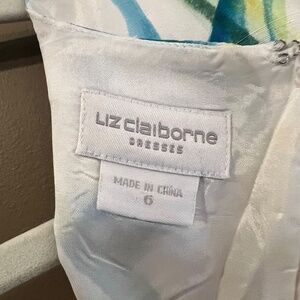 LIZ claiborne
DRESSES
MADE IN CHINA
6